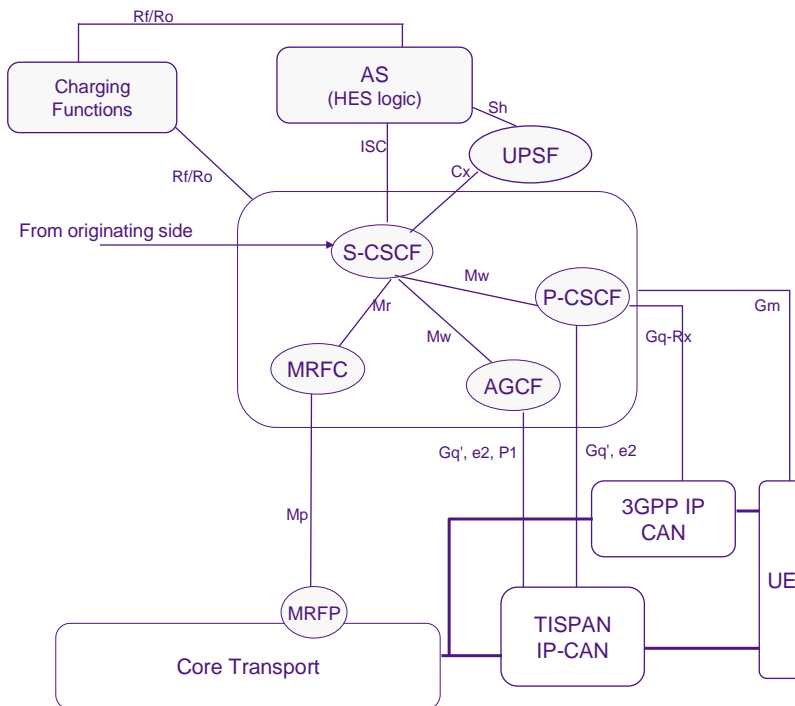 Rf/Ro
AS
(HES logic)
Charging
Functions
Sh
ISC
UPSF
Cx
Rf/Ro
From originating side
S-CSCF
Mw
P-CSCF
Mr
Gm
Mw
Gq-Rx
MRFC
AGCF
Gq', e2, P1
Gq', e2
3GPP IP
CAN
Mp
UE
MRFP
TISPAN
IP-CAN
Core Transport